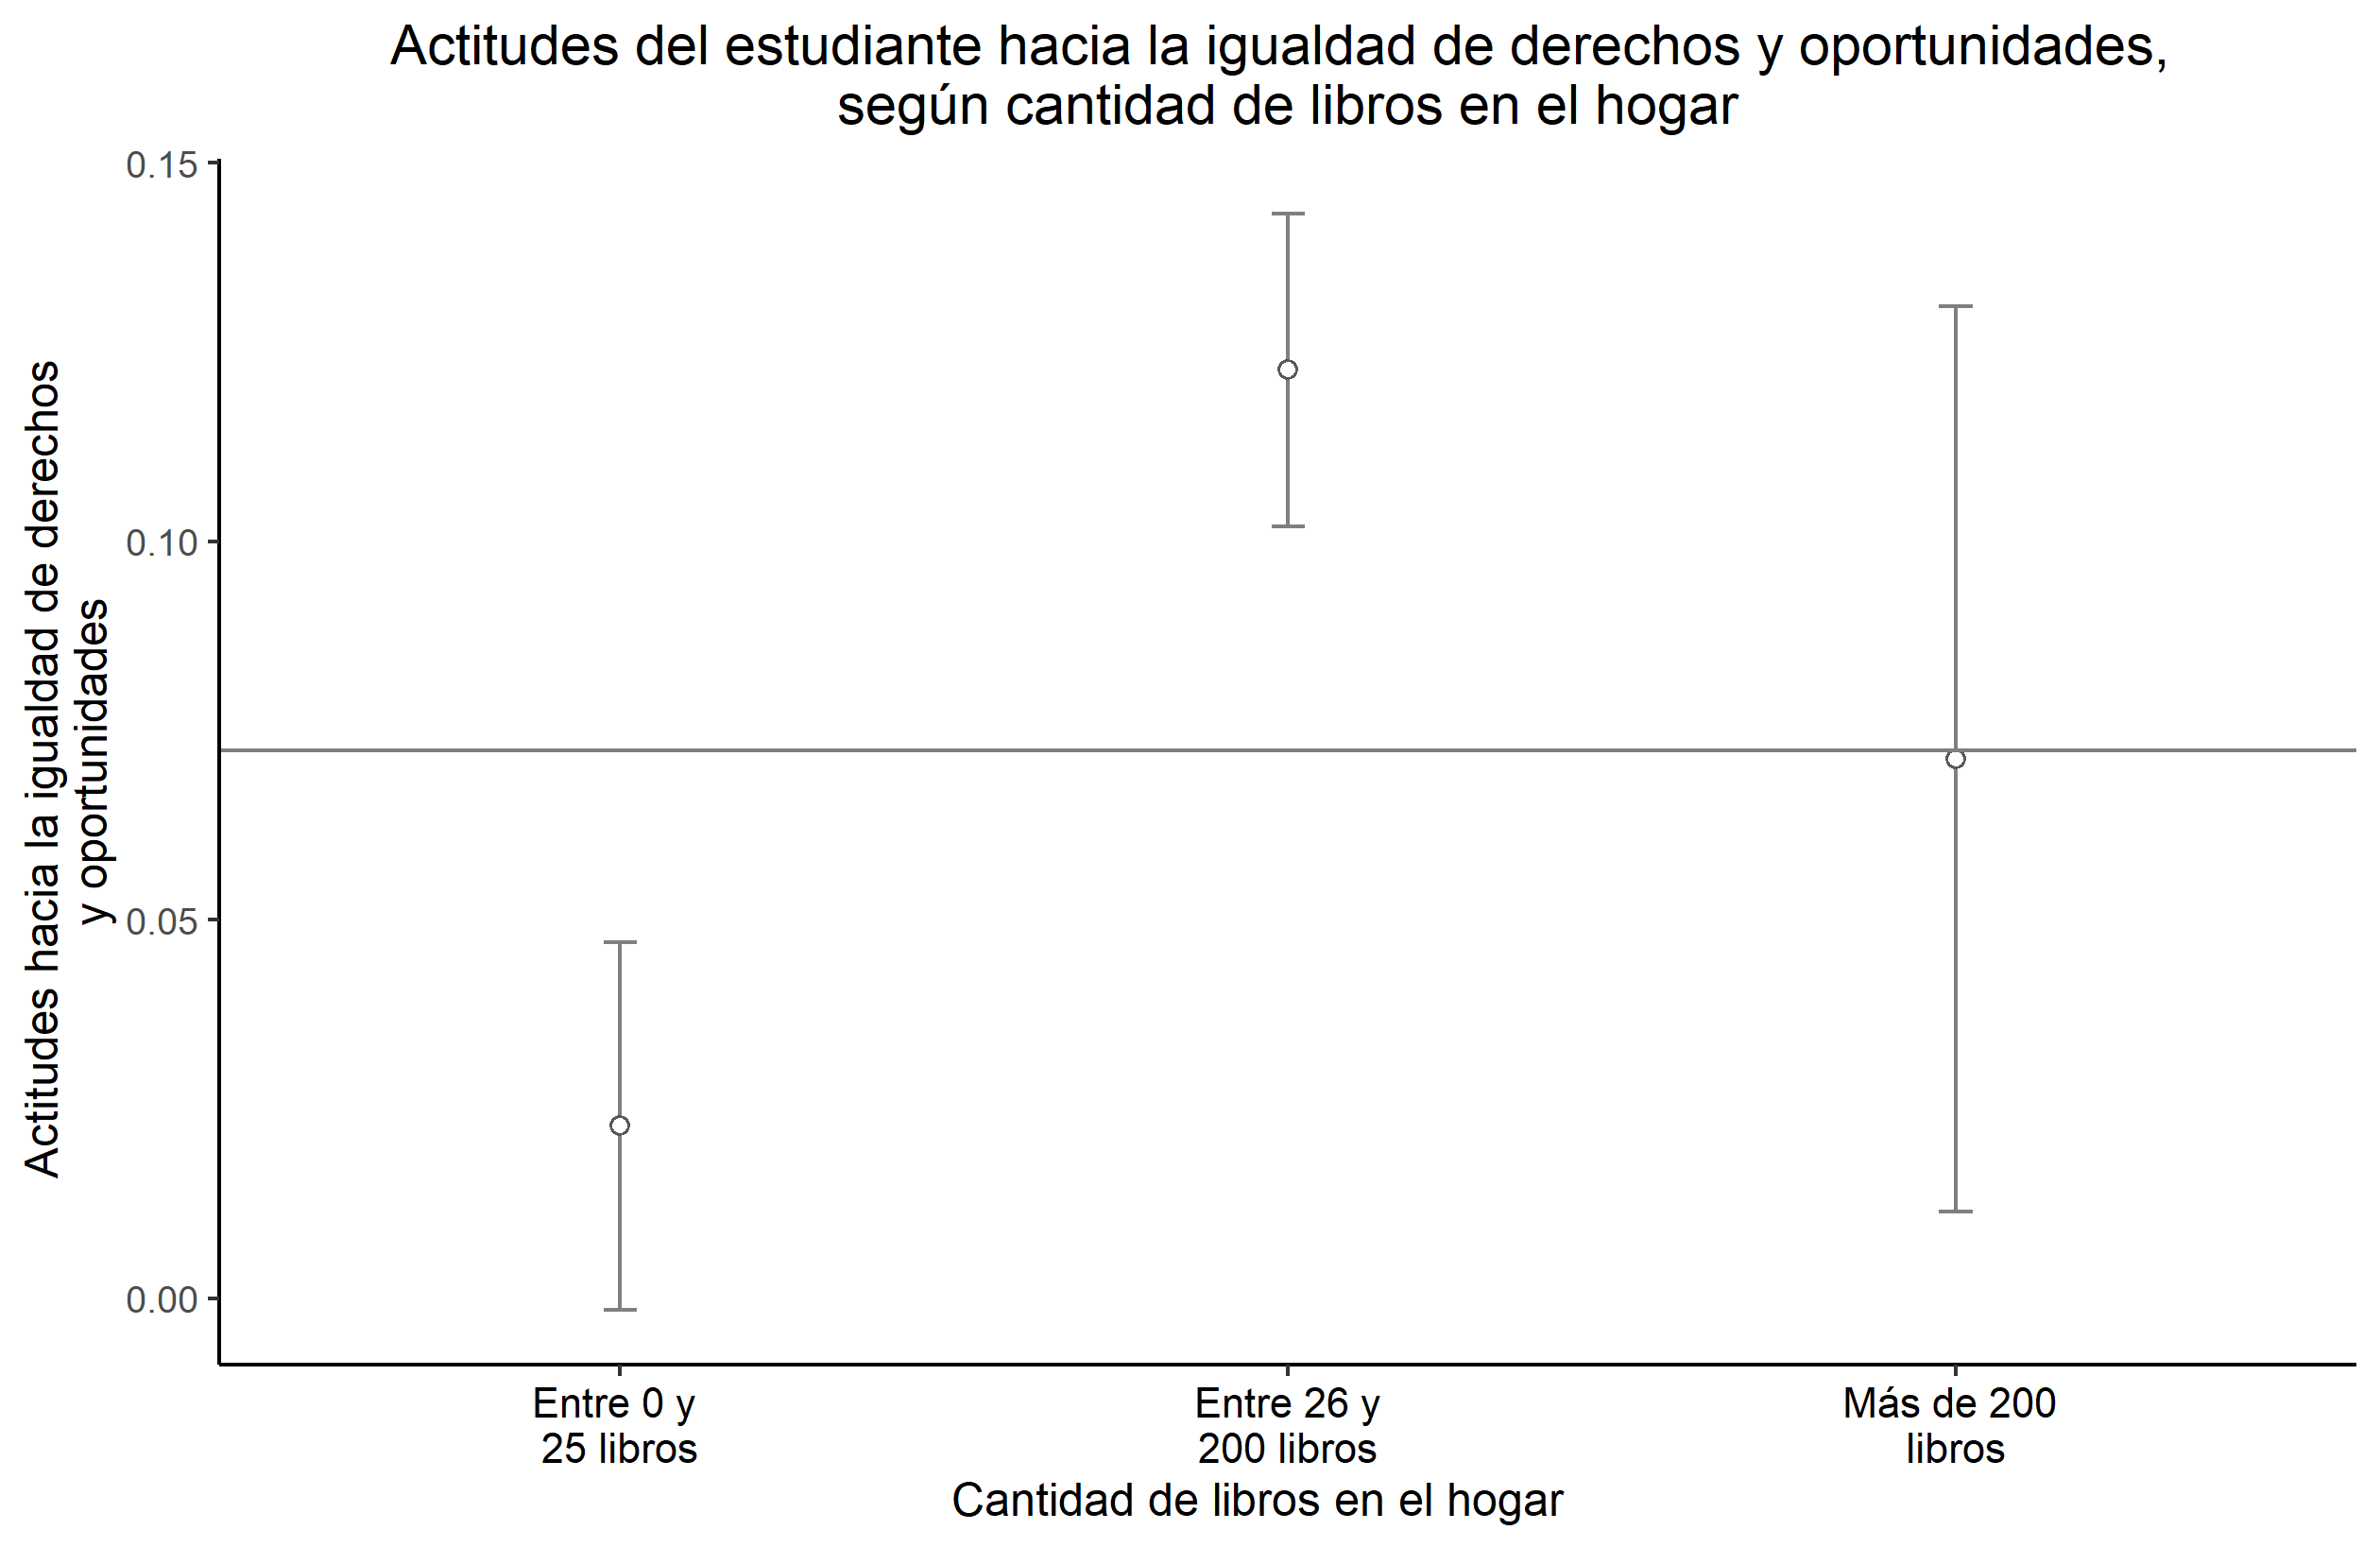 Actitudes del estudiante hacia la igualdad de derechos y oportunidades,
según cantidad de libros en el hogar
Actitudes hacia la igualdad de derechos
y oportunidades
0.15
0.10
0.05
0.00
Entre 0 y
25 libros
Entre 26 y
200 libros
Más de 200
libros
Cantidad de libros en el hogar